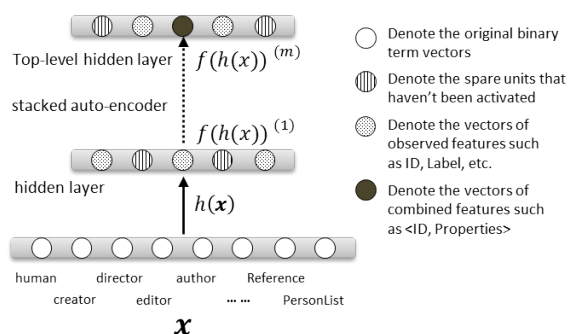 Top-level hidden layer
f(h(x)) (m)
stacked auto-encoder
f(h(x)) (1)
hidden layer
h(x)
human director author Reference
creator editor ... ... PersonList
x
Denote the original binary
term vectors
Denote the spare units that
haven't been activated
Denote the vectors of
observed features such
as ID, Label, etc.
Denote the vectors of
combined features such
as <ID, Properties>